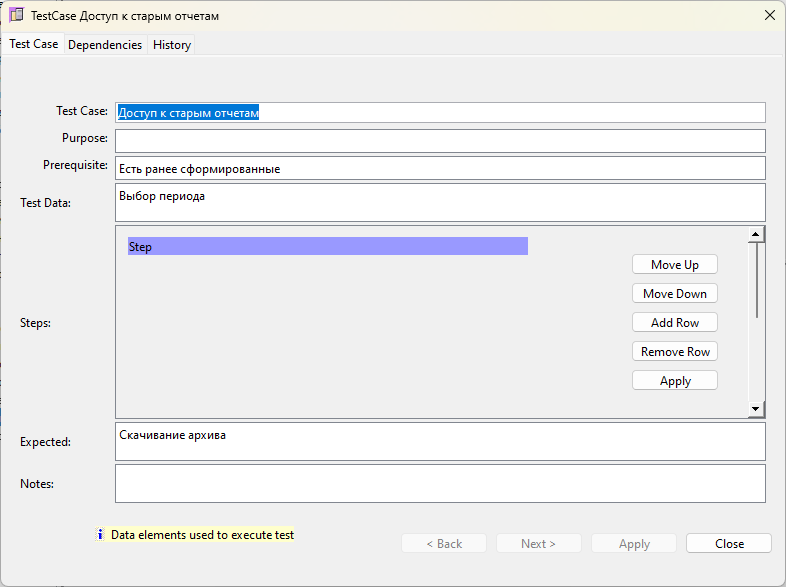 TestCase Доступ к старым отчетам
Test Case Dependencies History
Test Case: Доступ к старым отчетам
Purpose:
Prerequisite: Есть ранее сформированные
Test Data: Выбор периода
Step
Move Up
Move Down
Add Row
Steps:
Remove Row
Apply
Expected: Скачивание архива
Notes:
Data elements used to execute test
< Back Next > Apply Close